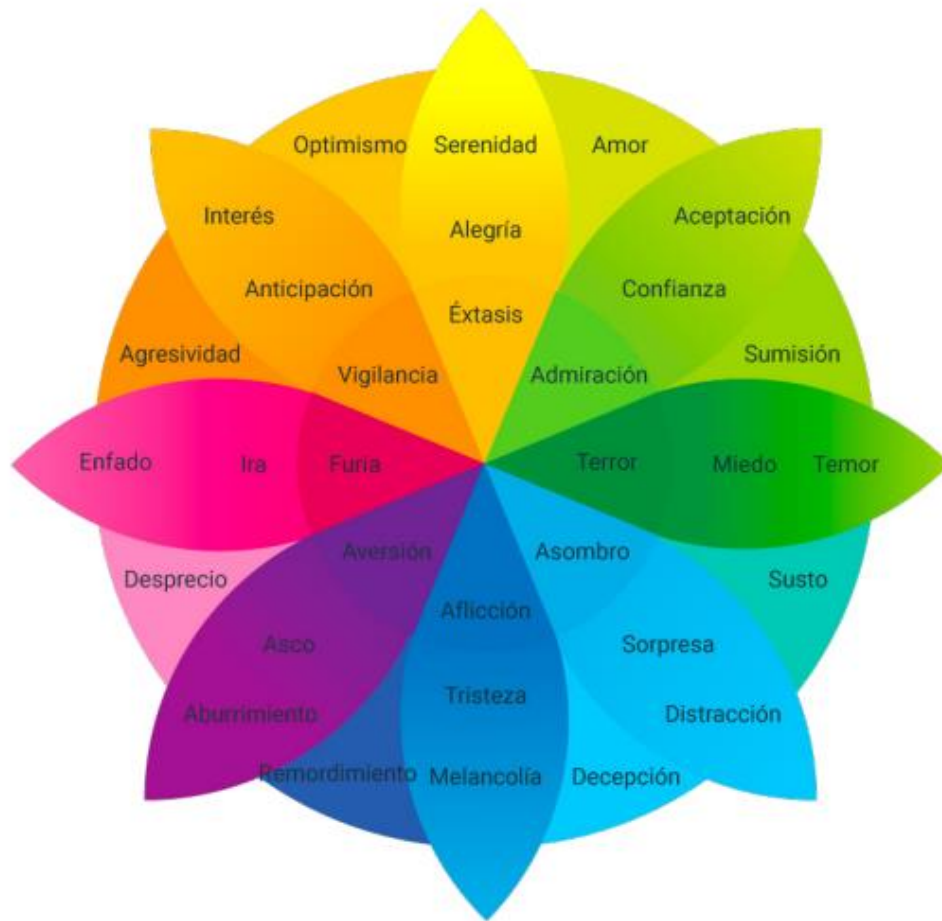 Optimismo
Serenidad
Amor
Interés
Aceptación
Alegría
Anticipación
Confianza
Éxtasis
Agresividad
Sumisión
Vigilancia
Admiración
Enfado
Ira
Furia
Terror
Miedo
Temor
Aversión
Asombro
Desprecio
Susto
Aflicción
Asco
Sorpresa
Tristeza
Aburrimiento
Distracción
Remordimiento
Melancolía
Decepción